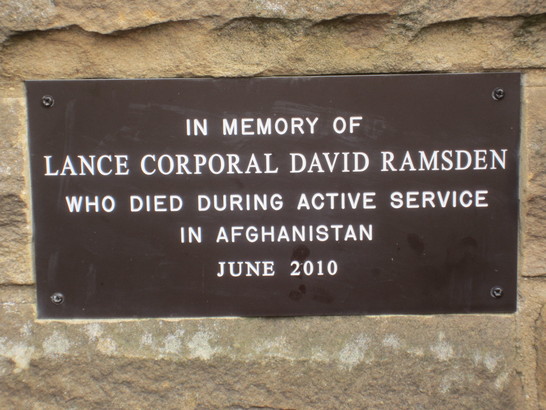 IN MEMORY OF
LANCE CORPORAL DAVID RAMSDEN
WHO DIED DURING ACTIVE SERVICE
IN AFGHANISTAN
JUNE 2010